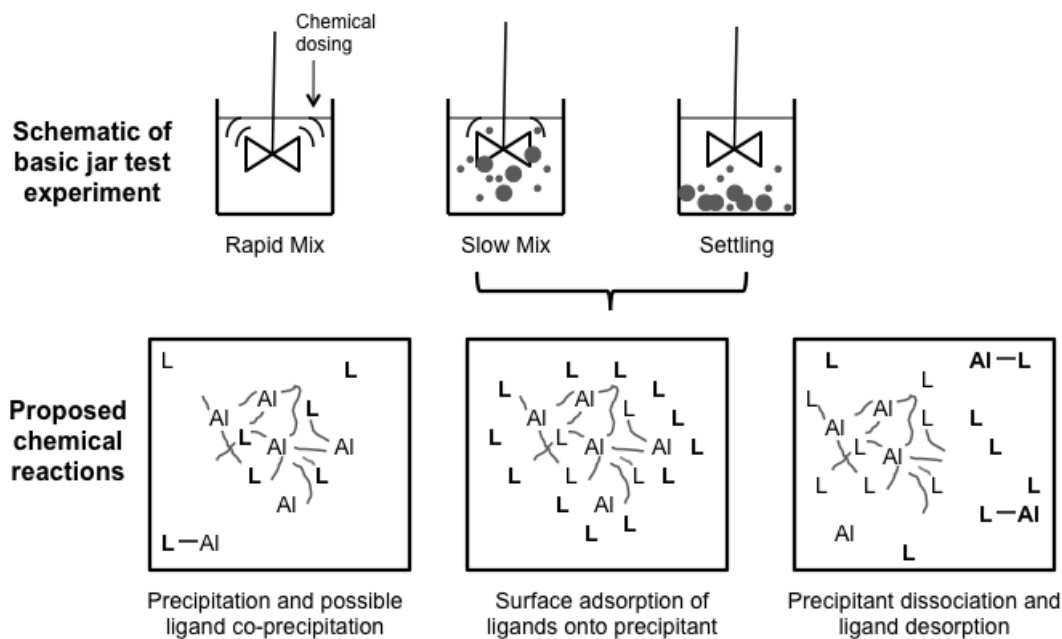 Chemical
dosing
Schematic of
basic jar test
experiment
Rapid Mix
Slow Mix
Settling
Proposed
chemical
reactions
L
L
Al
Al
L
L
Al
Al
L
L
Al
L—Al
L
L
L
L
Al
L
L
Al
L
L
L
Al
Al
L
L
L
L
L
Al
L
L
L
L
L
Al—L
L
L
Al
L
L
Al
L
L
Al
L
L
L
L
L
L—Al
Al
L
Precipitation and possible
ligand co-precipitation
Surface adsorption of
ligands onto precipitant
Precipitant dissociation and
ligand desorption